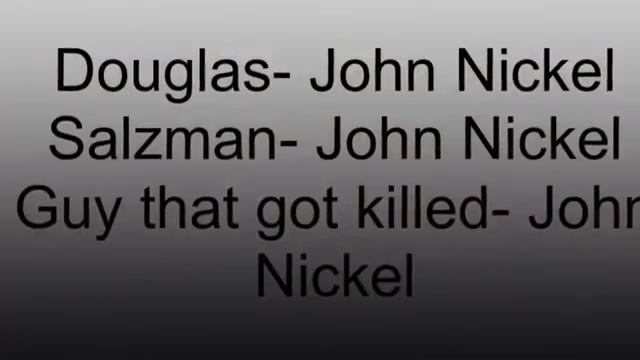 Douglas- John Nickel
Salzman- John Nickel
Guy that got killed- John
Nickel